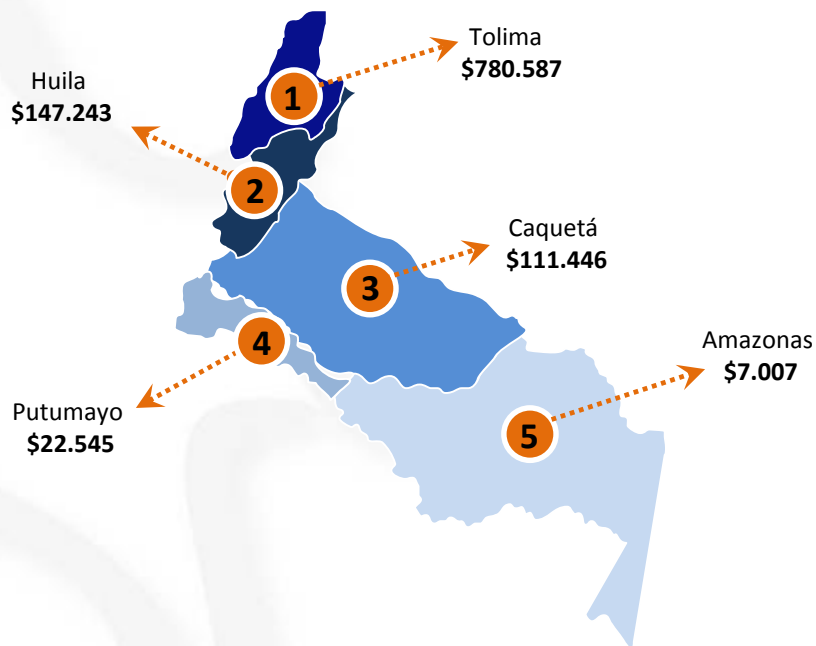 Tolima
$780.587
1
Huila
$147.243
2
Caquetá
$111.446
3
4
Putumayo
$22.545
Amazonas
$7.007
5